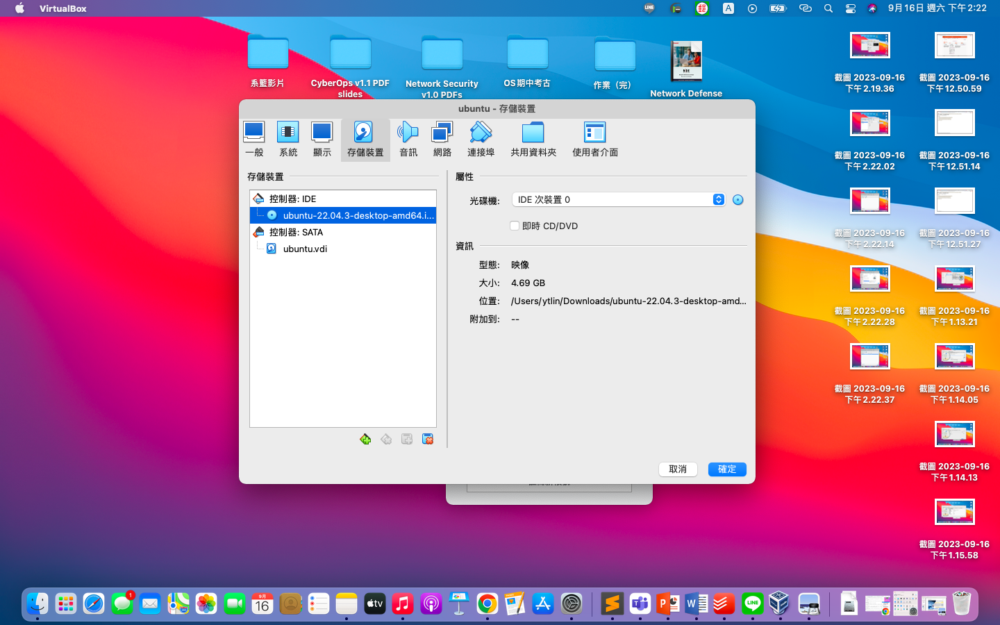 VirtualBox
A
9月16日 週六 下午2:22
系籃影片
CyberOps v1.1 PDF
slides
Network Security
v1.0 PDFs
OS期中考古
作業（完）
NDE
Network Defense
截圖 2023-09-16
下午2.19.36
截圖 2023-09-16
下午12.50.59
截圖 2023-09-16
下午2.22.02
截圖 2023-09-16
下午12.51.14
截圖 2023-09-16
下午2.22.14
截圖 2023-09-16
下午12.51.27
截圖 2023-09-16
下午2.22.28
截圖 2023-09-16
下午1.13.21
截圖 2023-09-16
下午2.22.37
截圖 2023-09-16
下午1.14.05
截圖 2023-09-16
下午1.14.13
截圖 2023-09-16
下午1.15.58
ubuntu - 存儲裝置
一般
系統
顯示
存儲裝置
音訊
網路
連接埠
共用資料夾
使用者介面
存儲裝置
控制器: IDE
ubuntu-22.04.3-desktop-amd64.i...
控制器: SATA
ubuntu.vdi
屬性
光碟機:
IDE 次裝置 0
即時 CD/DVD
資訊
型態:
映像
大小:
4.69 GB
位置:
/Users/ytlin/Downloads/ubuntu-22.04.3-desktop-amd...
附加到:
--
取消
確定
1
9月
16
tv
LINE